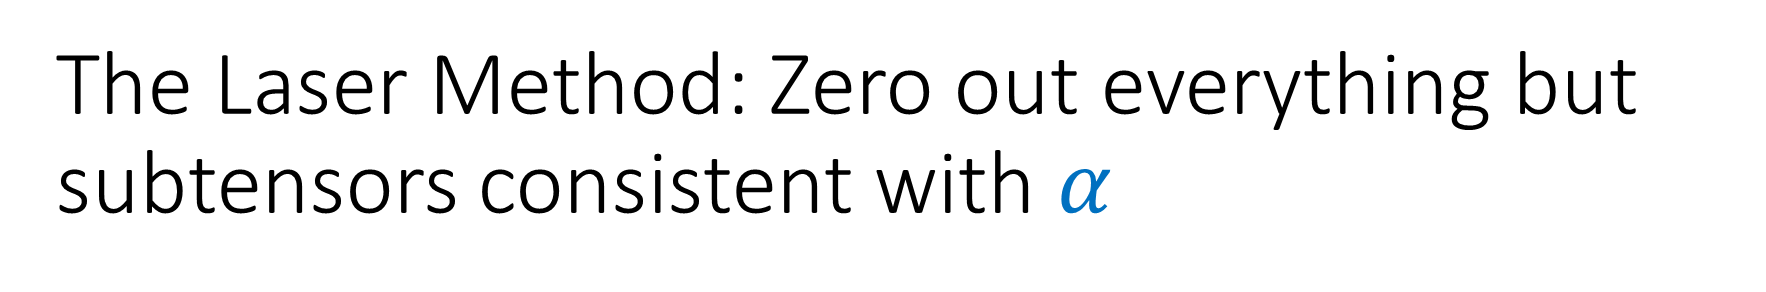 The Laser Method: Zero out everything but
subtensors consistent with α